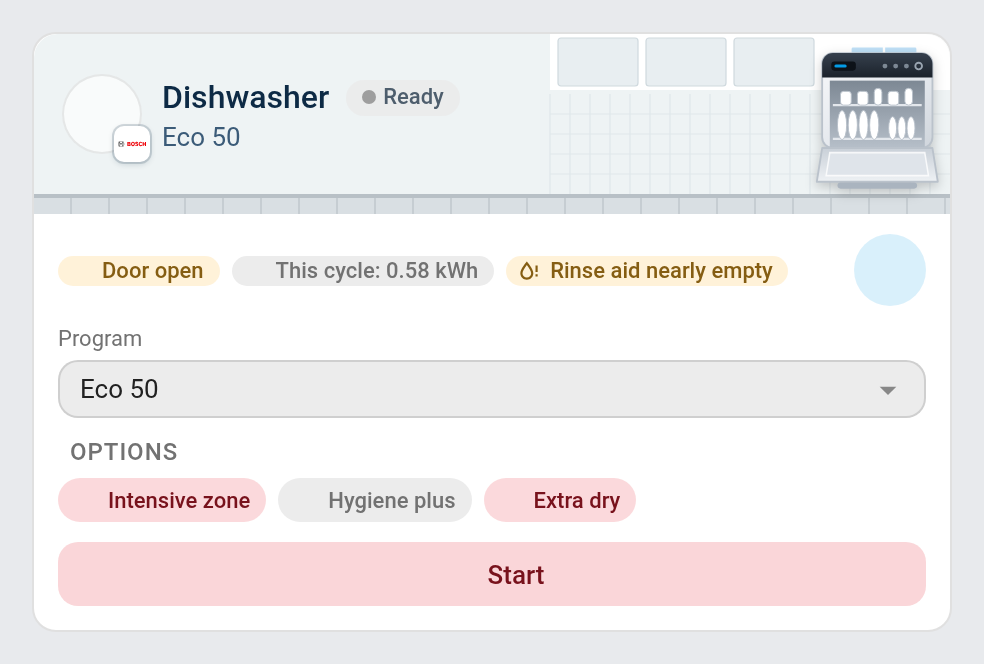 Dishwasher
Ready
BOSCH
Eco 50
Door open
This cycle: 0.58 kWh
Rinse aid nearly empty
Program
Eco 50
OPTIONS
Intensive zone
Hygiene plus
Extra dry
Start